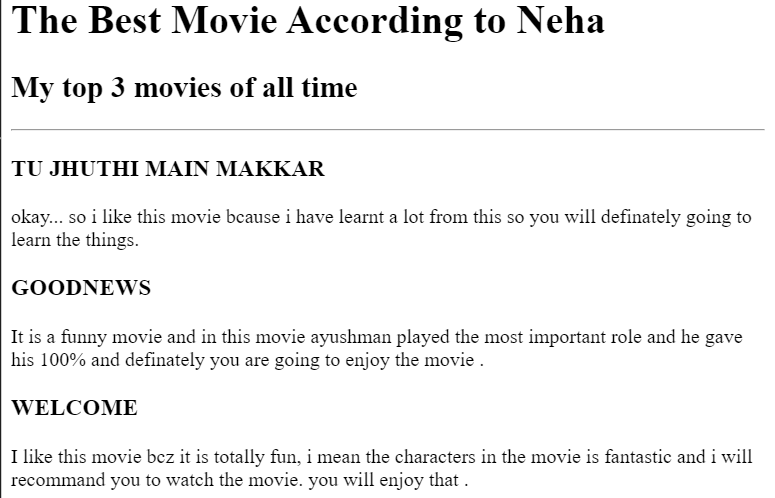 The Best Movie According to Neha
My top 3 movies of all time
TU JHUTHI MAIN MAKKAR
okay... so i like this movie bcause i have learnt a lot from this so you will definately going to
learn the things.
GOODNEWS
It is a funny movie and in this movie ayushman played the most important role and he gave
his 100% and definately you are going to enjoy the movie .
WELCOME
I like this movie bcz it is totally fun, i mean the characters in the movie is fantastic and i will
recommand you to watch the movie. you will enjoy that .